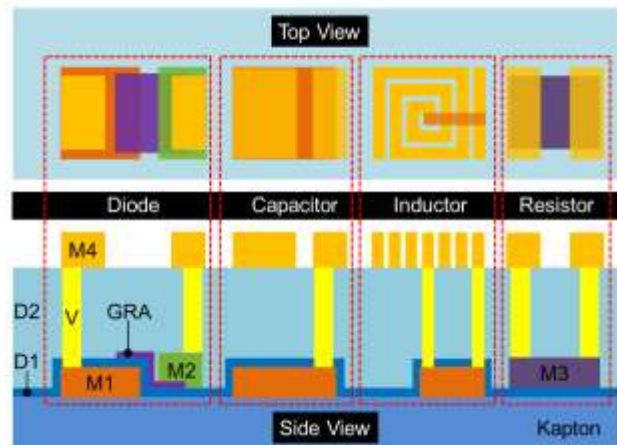 Top View
Diode Capacitor Inductor Resistor
M4
D2 V GRA
D1 M1 M2 M3
Side View Kapton